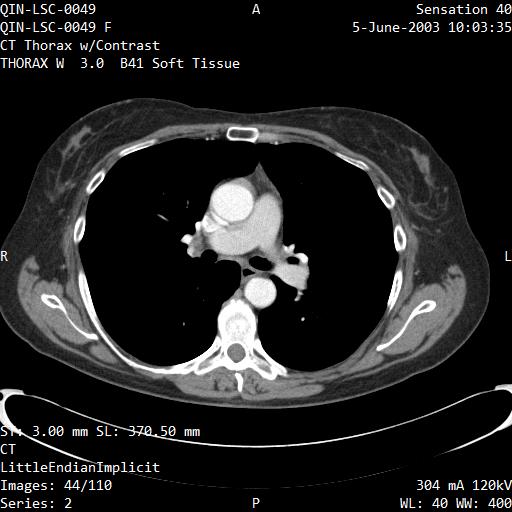 QIN-LSC-0049 A Sensation 40
QIN-LSC-0049 F 5-June-2003 10:03:35
CT Thorax w/Contrast
THORAX W 3.0 B41 Soft Tissue
R L
ST: 3.00 mm SL: 370.50 mm
CT
LittleEndianImplicit
Images: 44/110 304 mA 120kV
Series: 2 P WL: 40 WW: 400